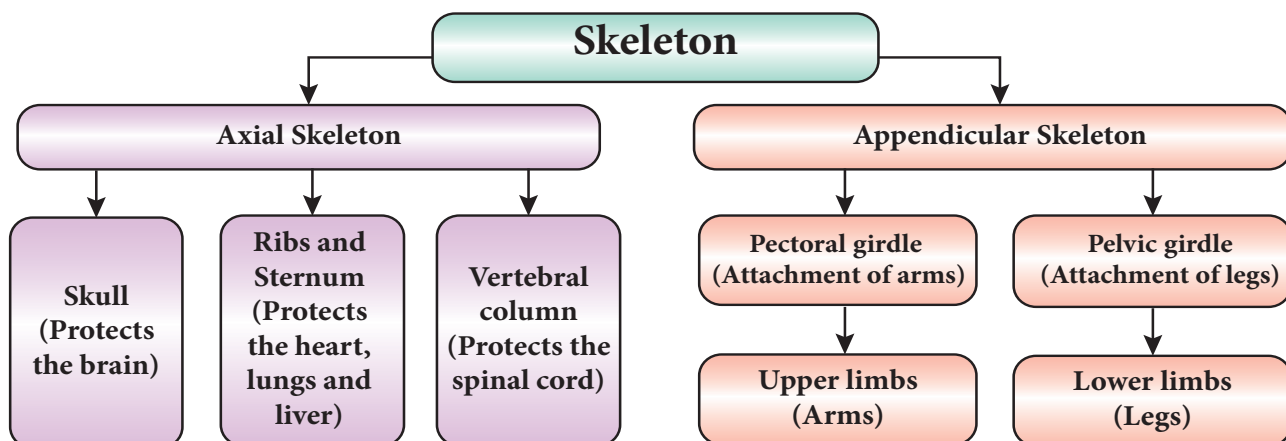 Skeleton
Axial Skeleton
Appendicular Skeleton
Skull
(Protects
the brain)
Ribs and
Sternum
(Protects
the heart,
lungs and
liver)
Vertebral
column
(Protects the
spinal cord)
Pectoral girdle
(Attachment of arms)
Pelvic girdle
(Attachment of legs)
Upper limbs
(Arms)
Lower limbs
(Legs)